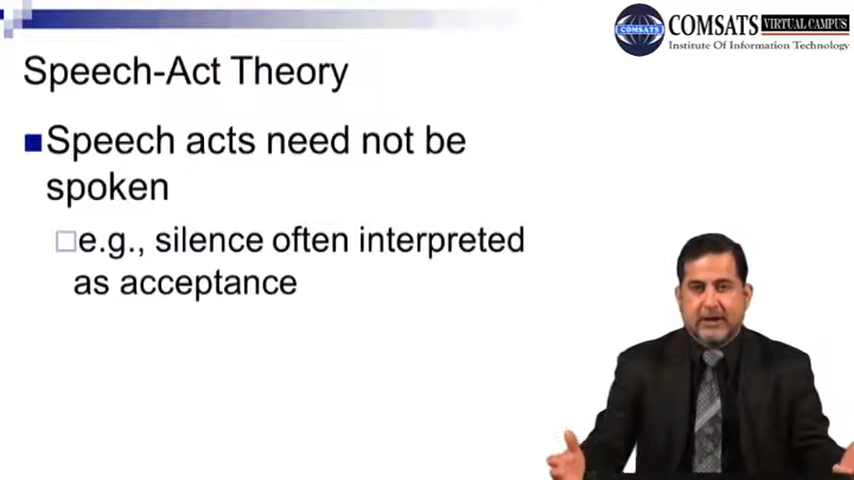 COMSATS VIRTUAL CAMPUS
COMSATS
Institute Of Information Technology
Speech-Act Theory
Speech acts need not be
spoken
e.g., silence often interpreted
as acceptance